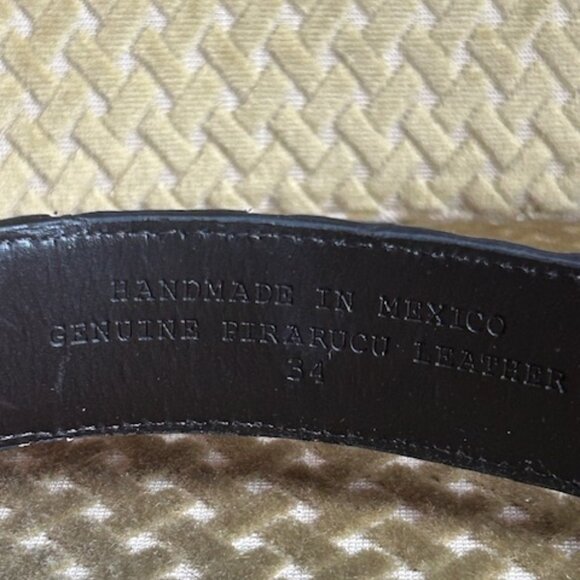 HANDMADE IN MEXICO
GENUINE PIRARUCU LEATHER
34